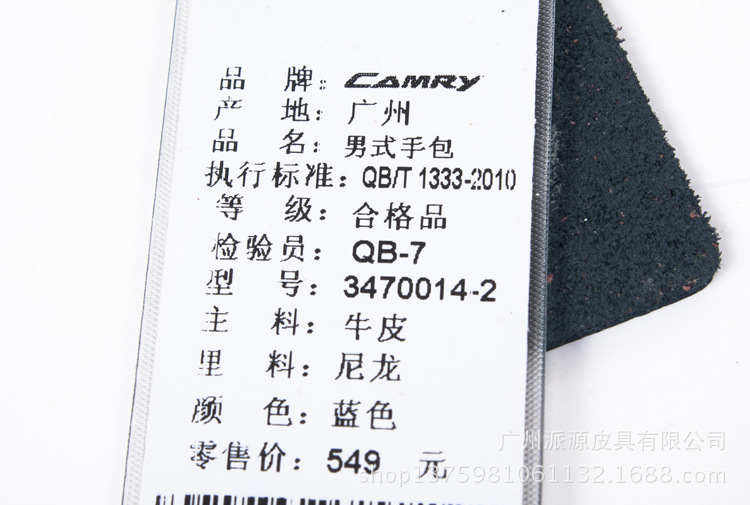 品 牌：CAMRY
产 地：广州
品 名：男式手包
执行标准：QB/T 1333-2010
等 级：合格品
检验员：QB-7
型 号：3470014-2
主 料：牛皮
里 料：尼龙
颜 色：蓝色
零售价：549 元
广州派源皮具有限公司
shop1375981061132.1688.com